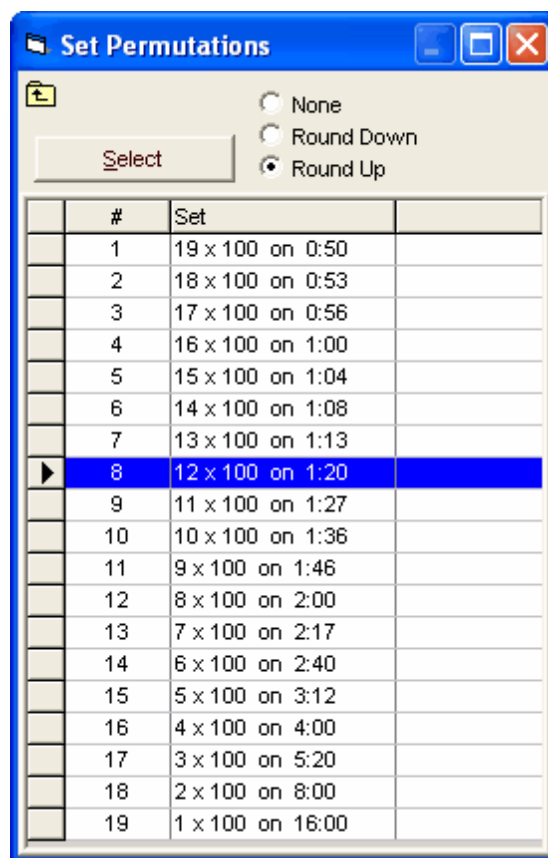 Set Permutations
None
Round Down
Select
Round Up
# Set
1 19 x 100 on 0:50
2 18 x 100 on 0:53
3 17 x 100 on 0:56
4 16 x 100 on 1:00
5 15 x 100 on 1:04
6 14 x 100 on 1:08
7 13 x 100 on 1:13
8 12 x 100 on 1:20
9 11 x 100 on 1:27
10 10 x 100 on 1:36
11 9 x 100 on 1:46
12 8 x 100 on 2:00
13 7 x 100 on 2:17
14 6 x 100 on 2:40
15 5 x 100 on 3:12
16 4 x 100 on 4:00
17 3 x 100 on 5:20
18 2 x 100 on 8:00
19 1 x 100 on 16:00